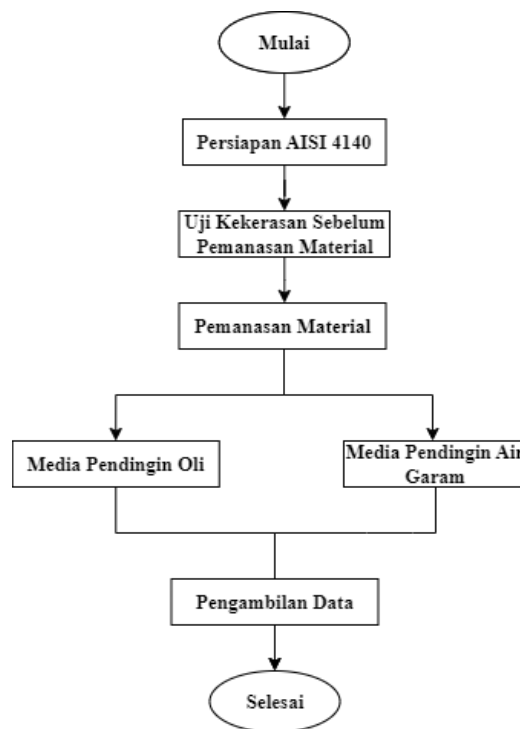 Mulai
Persiapan AISI 4140
Uji Kekerasan Sebelum
Pemanasan Material
Pemanasan Material
Media Pendingin Oli
Media Pendingin Air
Garam
Pengambilan Data
Selesai